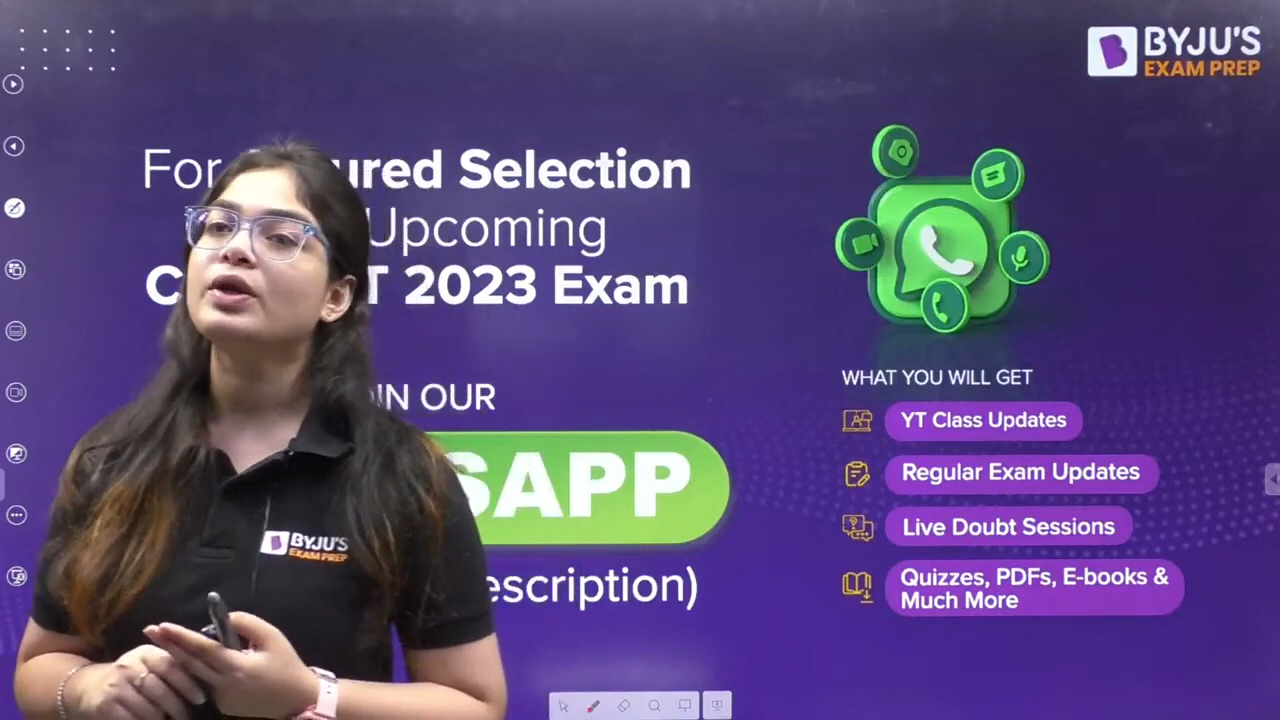 BYJU'S
EXAM PREP
For ured Selection
Upcoming
C T 2023 Exam
IN OUR
SAPP
escription)
WHAT YOU WILL GET
YT Class Updates
Regular Exam Updates
Live Doubt Sessions
Quizzes, PDFs, E-books &
Much More
BYJU'S
EXAM PREP